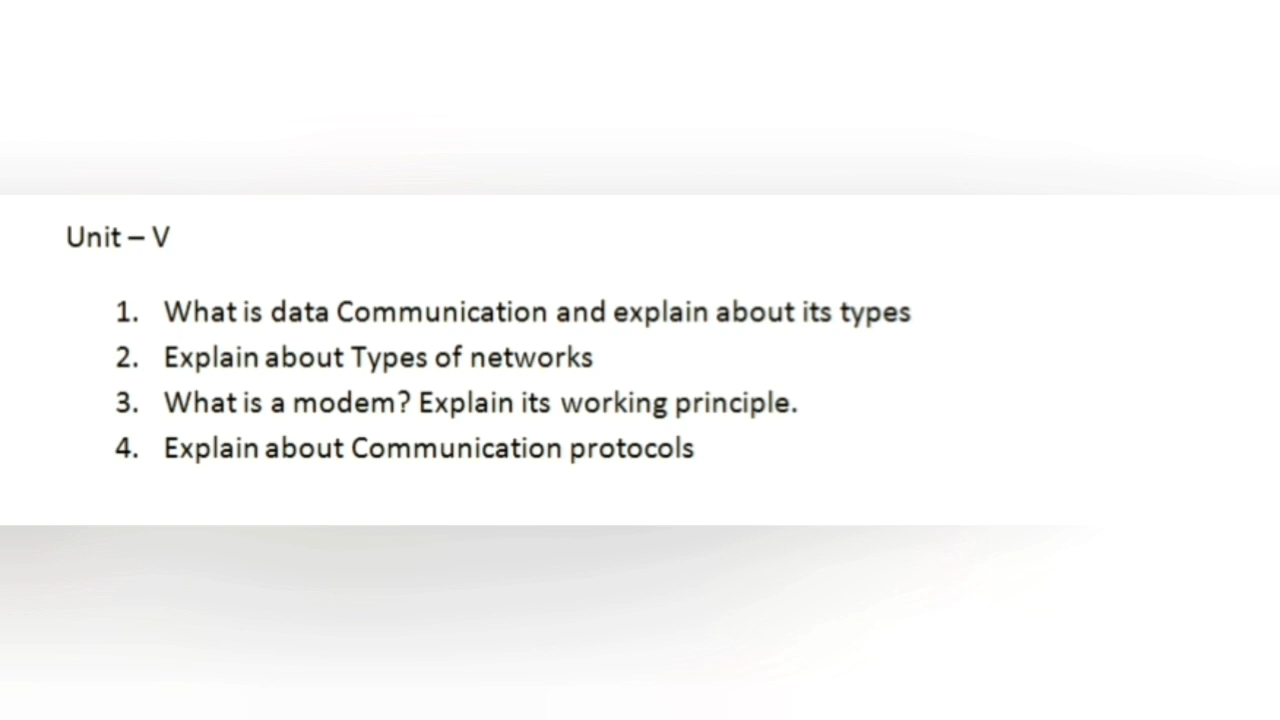 Unit – V
1. What is data Communication and explain about its types
2. Explain about Types of networks
3. What is a modem? Explain its working principle.
4. Explain about Communication protocols